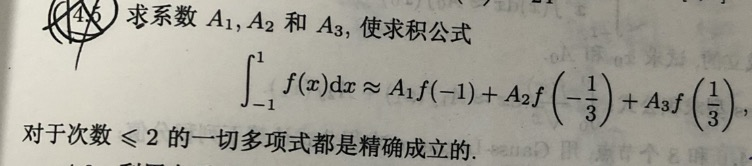 4.5 求系数 A₁, A₂ 和 A₃, 使求积公式
∫₋₁¹ f(x)dx ≈ A₁f(−1) + A₂f(−1/3) + A₃f(1/3),
对于次数 ⩽ 2 的一切多项式都是精确成立的.